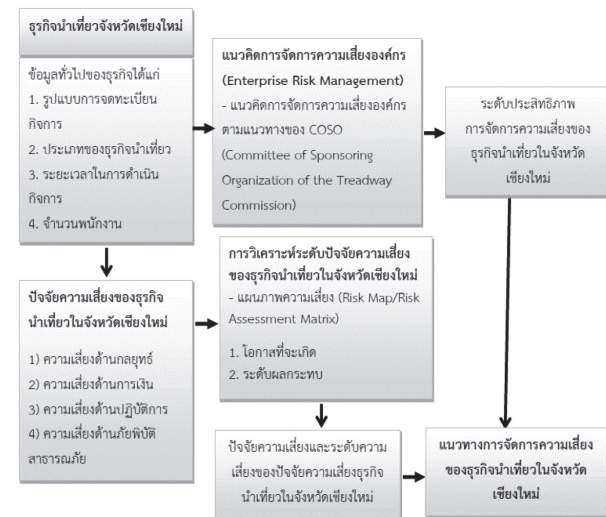 ธุรกิจนำเที่ยวจังหวัดเชียงใหม่
ข้อมูลทั่วไปของธุรกิจได้แก่
1. รูปแบบการจดทะเบียน
กิจการ
2. ประเภทของธุรกิจนำเที่ยว
3. ระยะเวลาในการดำเนิน
กิจการ
4. จำนวนพนักงาน
แนวคิดการจัดการความเสี่ยงองค์กร
(Enterprise Risk Management)
- แนวคิดการจัดการความเสี่ยงองค์กร
ตามแนวทางของ COSO
(Committee of Sponsoring
Organization of the Treadway
Commission)
ระดับประสิทธิภาพ
การจัดการความเสี่ยงของ
ธุรกิจนำเที่ยวในจังหวัด
เชียงใหม่
ปัจจัยความเสี่ยงของธุรกิจ
นำเที่ยวในจังหวัดเชียงใหม่
1) ความเสี่ยงด้านกลยุทธ์
2) ความเสี่ยงด้านการเงิน
3) ความเสี่ยงด้านปฏิบัติการ
4) ความเสี่ยงด้านภัยพิบัติ
สาธารณภัย
การวิเคราะห์ระดับปัจจัยความเสี่ยง
ของธุรกิจนำเที่ยวในจังหวัดเชียงใหม่
- แผนภาพความเสี่ยง (Risk Map/Risk
Assessment Matrix)
1. โอกาสที่จะเกิด
2. ระดับผลกระทบ
ปัจจัยความเสี่ยงและระดับความ
เสี่ยงของปัจจัยความเสี่ยงธุรกิจ
นำเที่ยวในจังหวัดเชียงใหม่
แนวทางการจัดการความเสี่ยง
ของธุรกิจนำเที่ยวในจังหวัด
เชียงใหม่